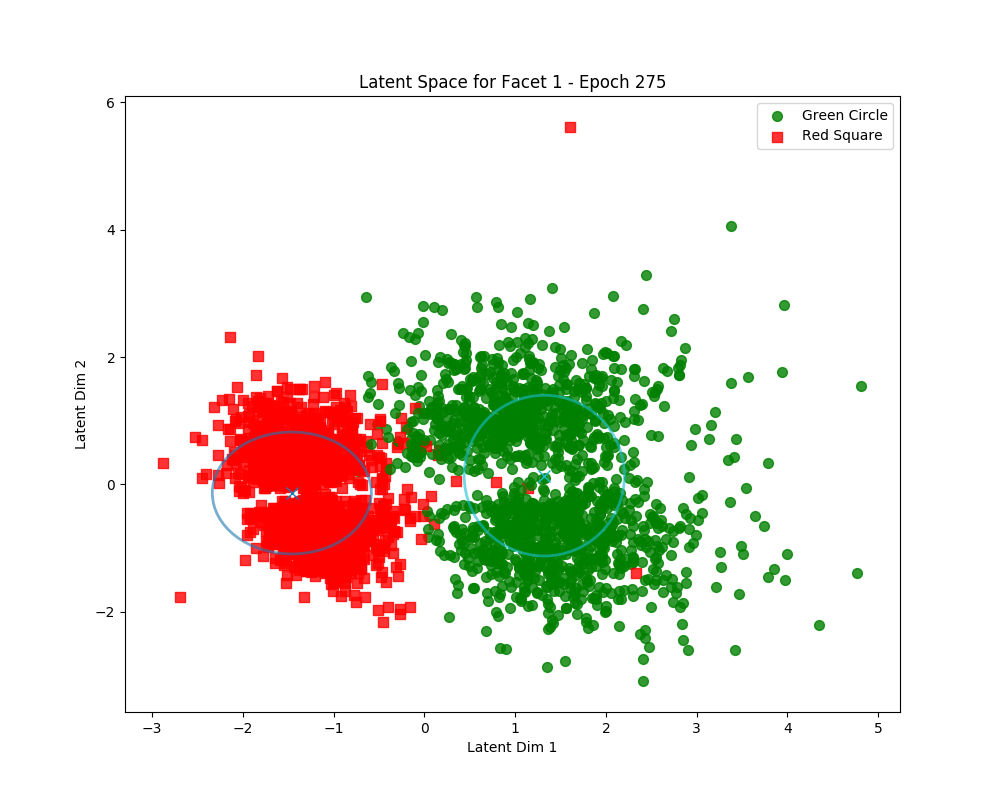 Latent Space for Facet 1 - Epoch 275
Green Circle
Red Square
6
4
2
0
−2
Latent Dim 2
−3 −2 −1 0 1 2 3 4 5
Latent Dim 1